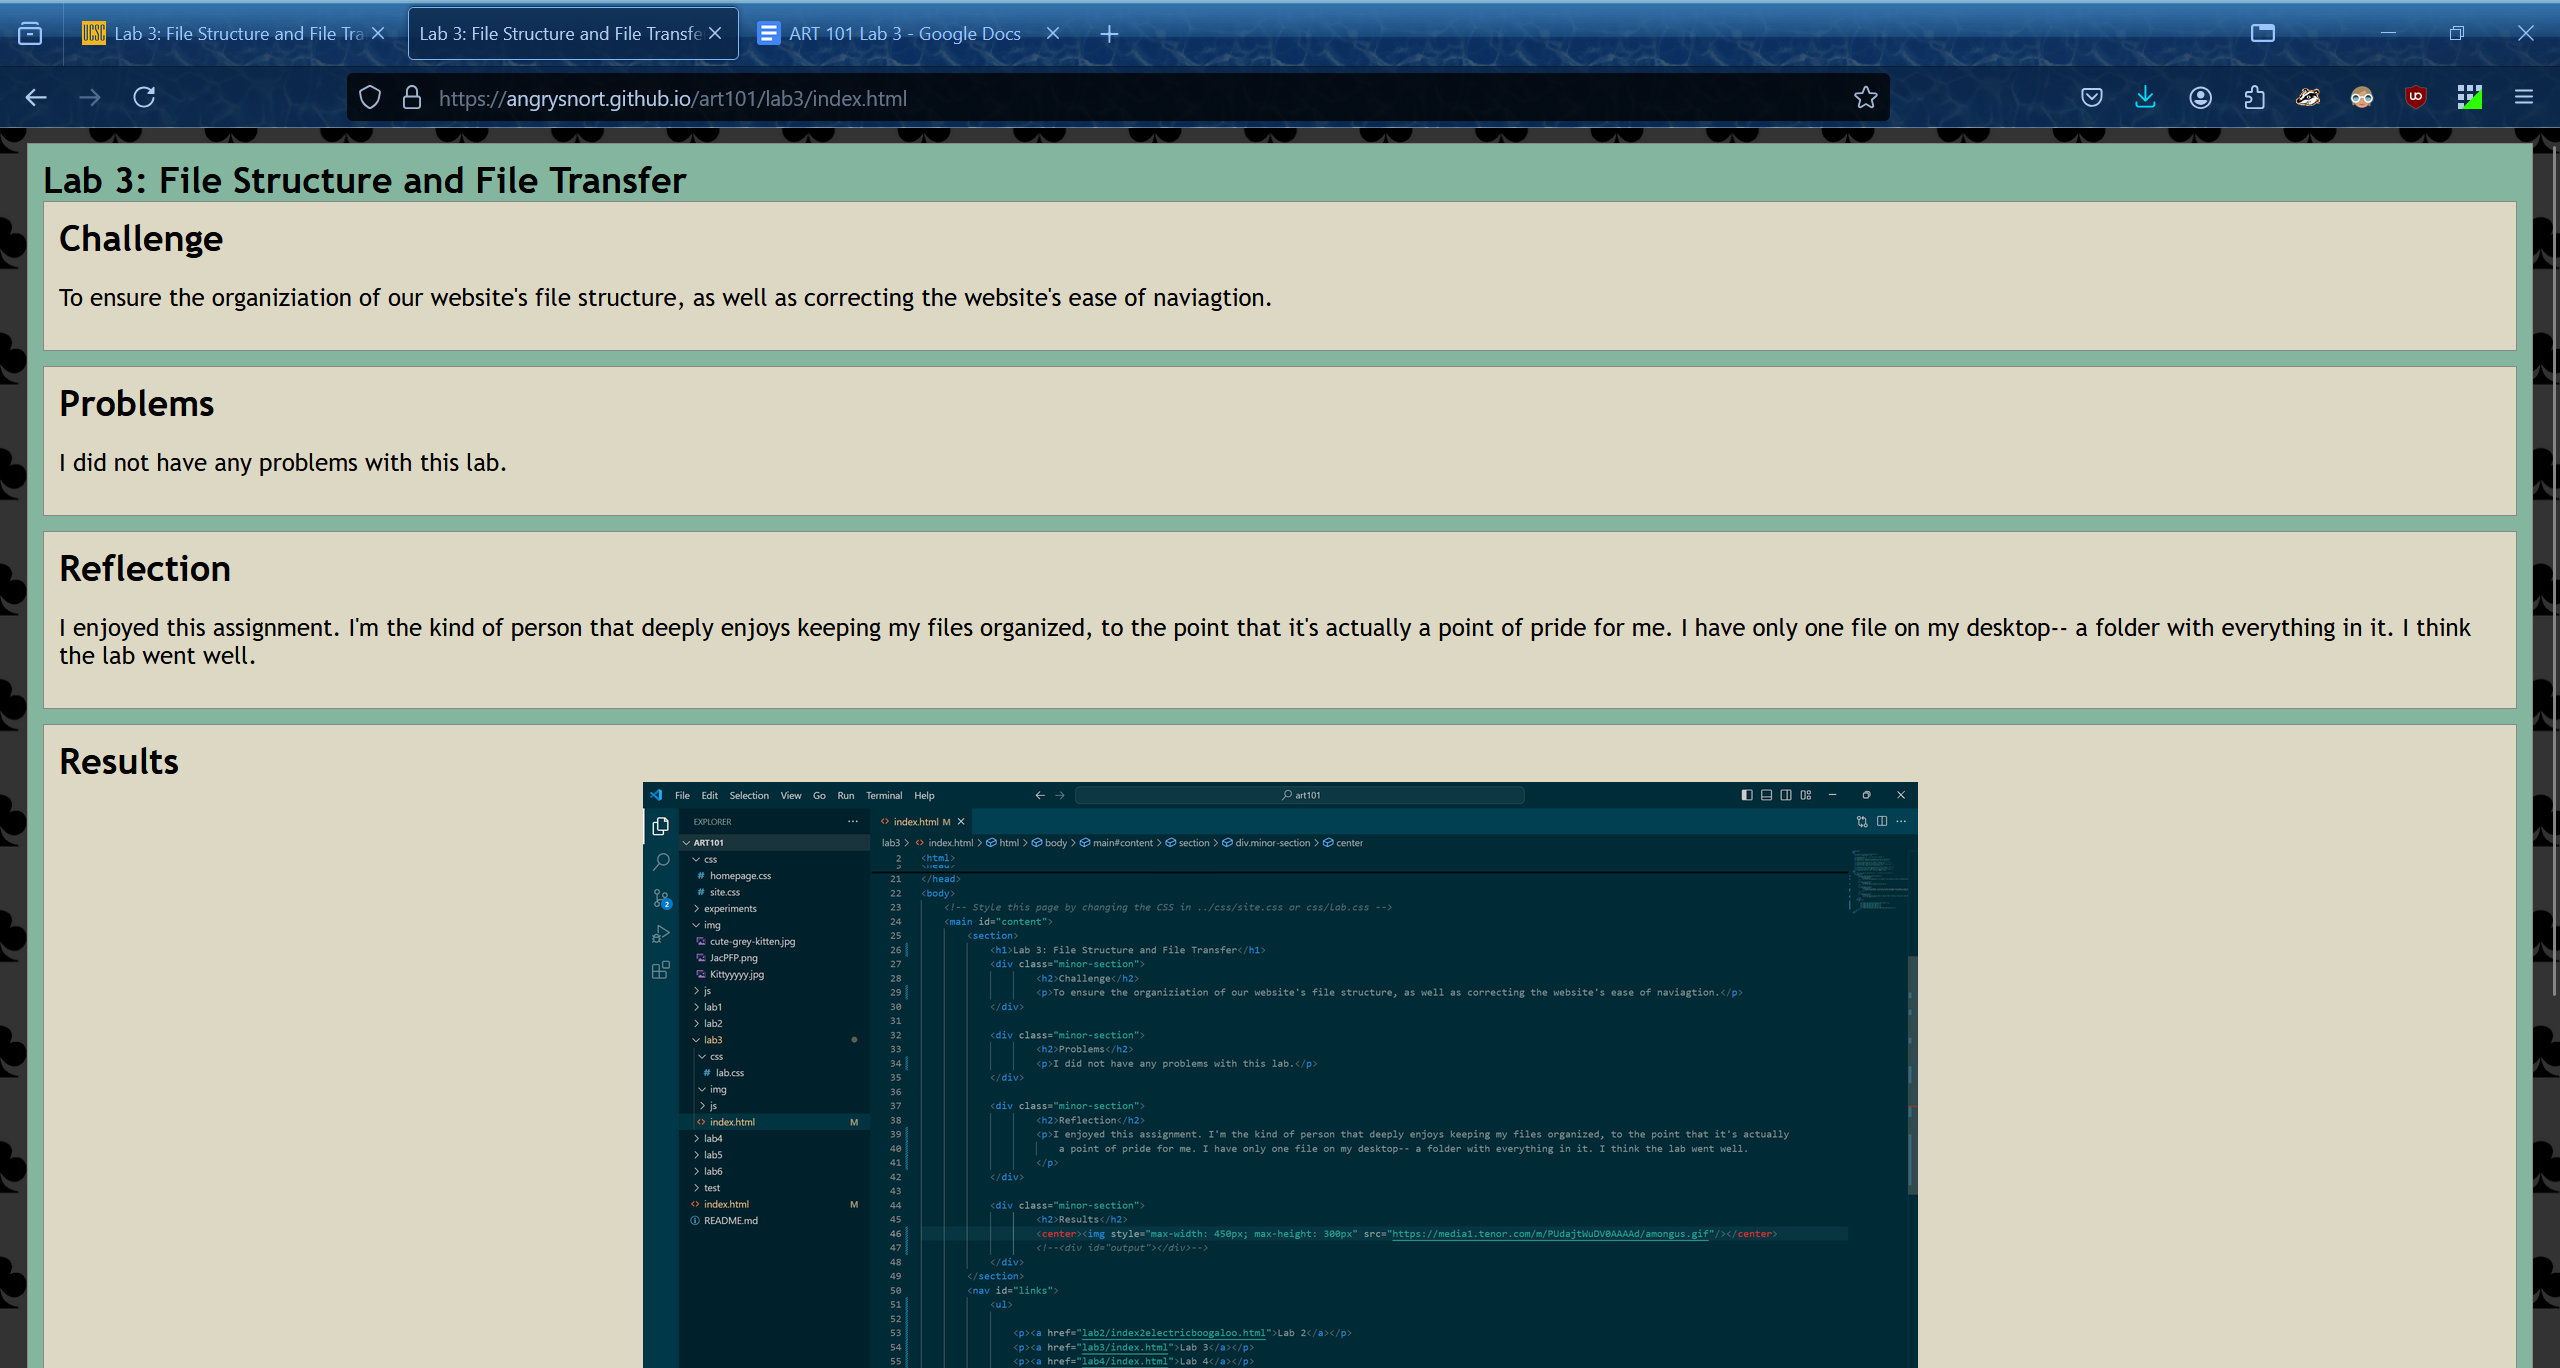 Lab 3: File Structure and File Tra
Lab 3: File Structure and File Transfe
ART 101 Lab 3 - Google Docs
https://angrysnort.github.io/art101/lab3/index.html
Lab 3: File Structure and File Transfer
Challenge
To ensure the organiziation of our website's file structure, as well as correcting the website's ease of naviagtion.
Problems
I did not have any problems with this lab.
Reflection
I enjoyed this assignment. I'm the kind of person that deeply enjoys keeping my files organized, to the point that it's actually a point of pride for me. I have only one file on my desktop-- a folder with everything in it. I think
the lab went well.
Results
File Edit Selection View Go Run Terminal Help
art101
EXPLORER
index.html M
ART101
lab3 > index.html > html > body > main#content > section > div.minor-section > center
css
homepage.css
site.css
experiments
img
cute-grey-kitten.jpg
JacPFP.png
Kittyyyyy.jpg
js
lab1
lab2
lab3
css
lab.css
img
js
index.html M
lab4
lab5
lab6
test
index.html M
README.md
2 <html>
3 <head>
21 </head>
22 <body>
23 <!-- Style this page by changing the CSS in ../css/site.css or css/lab.css -->
24 <main id="content">
25 <section>
26 <h1>Lab 3: File Structure and File Transfer</h1>
27 <div class="minor-section">
28 <h2>Challenge</h2>
29 <p>To ensure the organiziation of our website's file structure, as well as correcting the website's ease of naviagtion.</p>
30 </div>
31
32 <div class="minor-section">
33 <h2>Problems</h2>
34 <p>I did not have any problems with this lab.</p>
35 </div>
36
37 <div class="minor-section">
38 <h2>Reflection</h2>
39 <p>I enjoyed this assignment. I'm the kind of person that deeply enjoys keeping my files organized, to the point that it's actually
40 a point of pride for me. I have only one file on my desktop-- a folder with everything in it. I think the lab went well.
41 </p>
42 </div>
43
44 <div class="minor-section">
45 <h2>Results</h2>
46 <center><img style="max-width: 450px; max-height: 300px" src="https://media1.tenor.com/m/PUdajtWuDV0AAAAd/amongus.gif"/></center>
47 <!--<div id="output"></div>-->
48 </div>
49 </section>
50 <nav id="links">
51 <ul>
52
53 <p><a href="lab2/index2electricboogaloo.html">Lab 2</a></p>
54 <p><a href="lab3/index.html">Lab 3</a></p>
55 <p><a href="lab4/index.html">Lab 4</a></p>